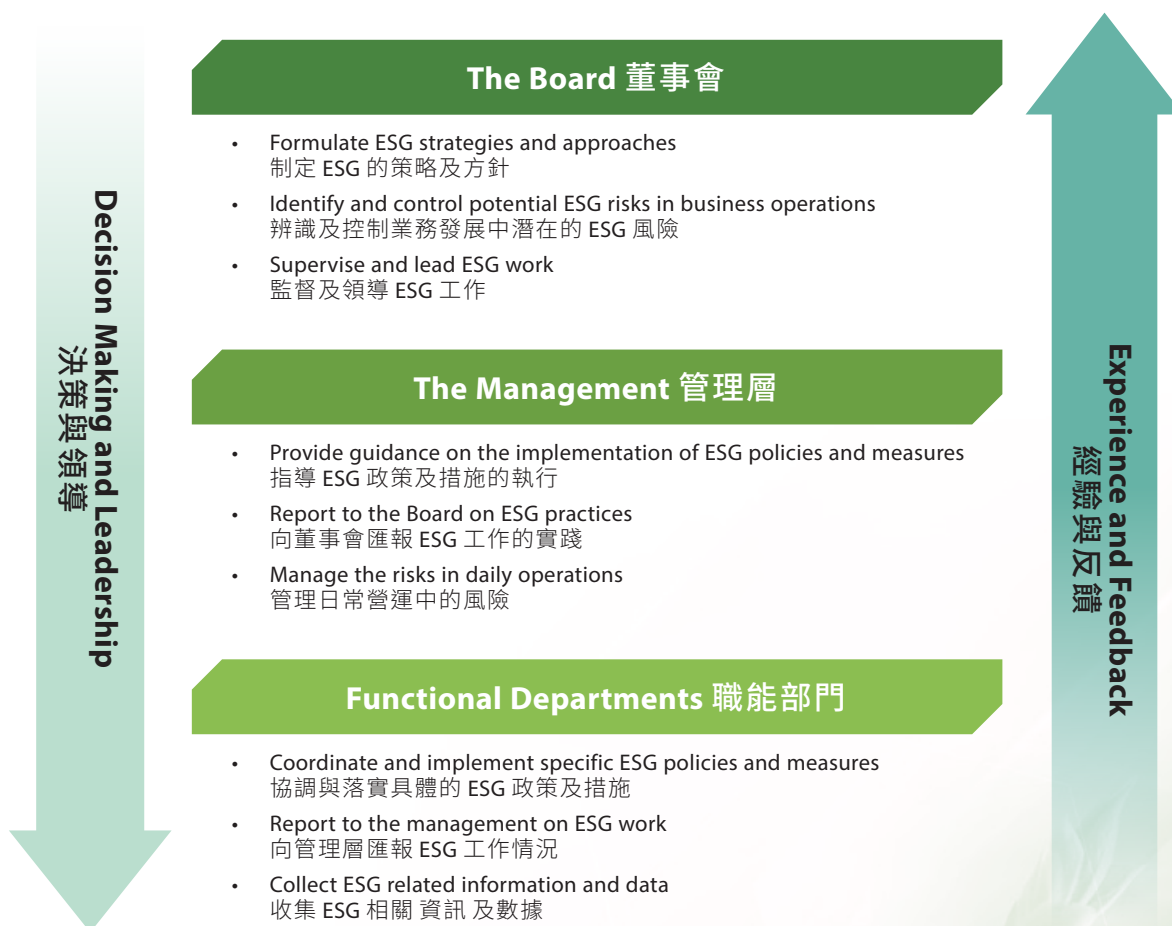 The Board 董事會
• Formulate ESG strategies and approaches
制定 ESG 的策略及方針
• Identify and control potential ESG risks in business operations
辨識及控制業務發展中潛在的 ESG 風險
• Supervise and lead ESG work
監督及領導 ESG 工作
Decision Making and Leadership
決策與領導
The Management 管理層
• Provide guidance on the implementation of ESG policies and measures
指導 ESG 政策及措施的執行
• Report to the Board on ESG practices
向董事會匯報 ESG 工作的實踐
• Manage the risks in daily operations
管理日常營運中的風險
Experience and Feedback
經驗與反饋
Functional Departments 職能部門
• Coordinate and implement specific ESG policies and measures
協調與落實具體的 ESG 政策及措施
• Report to the management on ESG work
向管理層匯報 ESG 工作情況
• Collect ESG related information and data
收集 ESG 相關 資訊 及數據